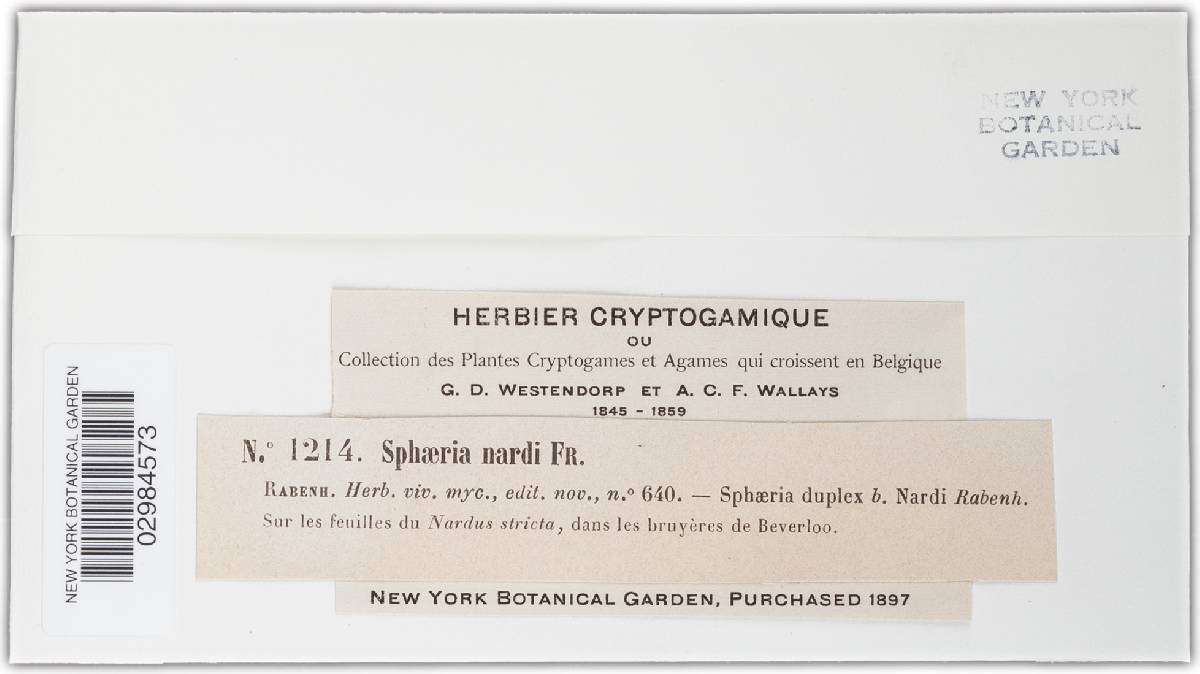 NEW YORK
BOTANICAL
GARDEN
HERBIER CRYPTOGAMIQUE
OU
Collection des Plantes Cryptogames et Agames qui croissent en Belgique
G. D. WESTENDORP ET A. C. F. WALLAYS
1845 - 1859
N.º 1214. Sphæria nardi FR.
RABENH. Herb. viv. myc., edit. nov., n.º 640. — Sphæria duplex b. Nardi Rabenh.
Sur les feuilles du Nardus stricta, dans les bruyères de Beverloo.
NEW YORK BOTANICAL GARDEN, PURCHASED 1897
NEW YORK BOTANICAL GARDEN
02984573